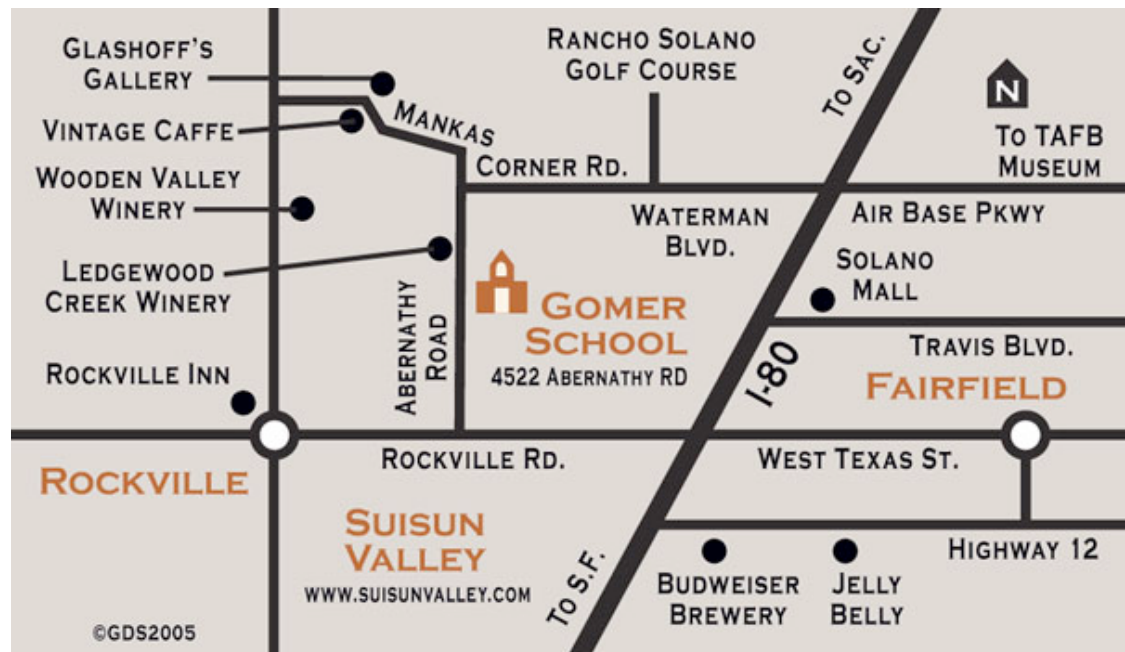 GLASHOFF'S
GALLERY
VINTAGE CAFFE
WOODEN VALLEY
WINERY
LEDGEWOOD
CREEK WINERY
ROCKVILLE INN
MANKAS
CORNER RD.
RANCHO SOLANO
GOLF COURSE
TO SAC.
N
TO TAFB
MUSEUM
WATERMAN
BLVD.
AIR BASE PKWY
SOLANO
MALL
ABERNATHY
ROAD
GOMER
SCHOOL
4522 ABERNATHY RD
I-80
TRAVIS BLVD.
FAIRFIELD
ROCKVILLE
ROCKVILLE RD.
WEST TEXAS ST.
SUISUN
VALLEY
WWW.SUISUNVALLEY.COM
TO S.F.
HIGHWAY 12
BUDWEISER
BREWERY
JELLY
BELLY
©GDS2005